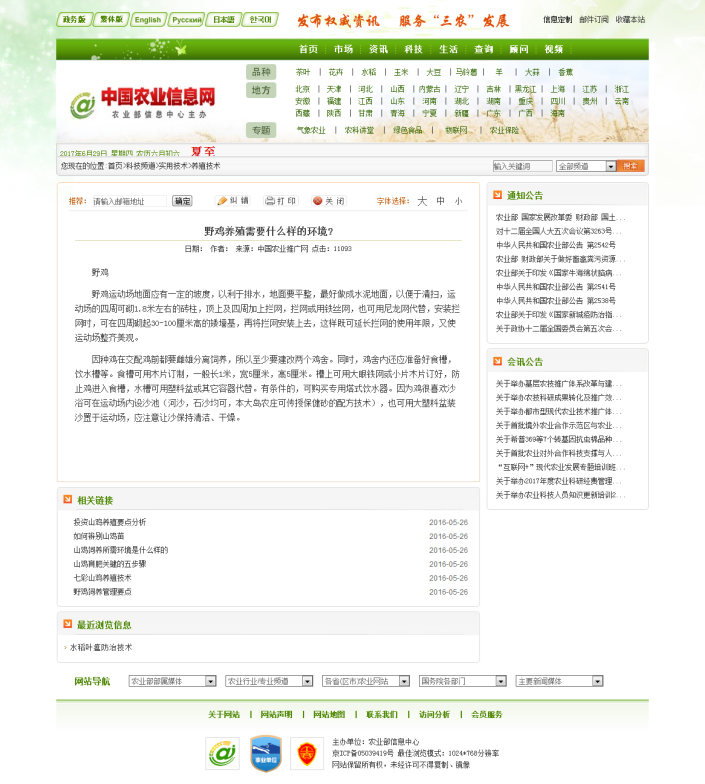 政务版 繁体版 English Русский 日本語 한국어
发布权威资讯 服务“三农”发展
信息定制 邮件订阅 收藏本站
首页 市场 资讯 科技 生活 查询 顾问 视频
中国农业信息网
农业部信息中心主办
品种 茶叶 | 花卉 | 水稻 | 玉米 | 大豆 | 马铃薯 | 羊 | 大蒜 | 香蕉
地方 北京 | 天津 | 河北 | 山西 | 内蒙古 | 辽宁 | 吉林 | 黑龙江 | 上海 | 江苏 | 浙江
安徽 | 福建 | 江西 | 山东 | 河南 | 湖北 | 湖南 | 重庆 | 四川 | 贵州 | 云南
西藏 | 陕西 | 甘肃 | 青海 | 宁夏 | 新疆 | 广东 | 广西 | 海南
专题 气象农业 | 农科讲堂 | 绿色食品 | 物联网 | 农业保险
2017年6月29日 星期四 农历六月初六 夏至
您现在的位置:首页>科技频道>实用技术>养殖技术
输入关键词 全部频道 搜索
推荐: 请输入邮箱地址 确定 纠错 打印 关闭 字体选择: 大 中 小
野鸡养殖需要什么样的环境?
日期: 作者: 来源: 中国农业推广网 点击: 11093
野鸡
野鸡运动场地面应有一定的坡度，以利于排水，地面要平整，最好做成水泥地面，以便于清扫，运
动场的四周可砌1.8米左右的砖柱，顶上及四周加上拦网，拦网或用铁丝网，也可用尼龙网代替，安装拦
网时，可在四周砌起30-100厘米高的矮墙基，再将拦网安装上去，这样既可延长拦网的使用年限，又使
运动场整齐美观。
因种鸡在交配鸡前都要雌雄分离饲养，所以至少要建改两个鸡舍。同时，鸡舍内还应准备好食槽，
饮水槽等。食槽可用木片订制，一般长1米，宽5厘米，高5厘米。槽上可用大眼铁网或小片木片订好，防
止鸡进入食槽，水槽可用塑料盆或其它容器代替。有条件的，可购买专用塔式饮水器。因为鸡很喜欢沙
浴可在运动场内设沙池（河沙，石沙均可，本大岛农庄可传授保健砂的配方技术），也可用大塑料盆装
沙置于运动场，应注意让沙保持清洁、干燥。
通知公告
农业部 国家发展改革委 财政部 国土...
对十二届全国人大五次会议第3263号...
中华人民共和国农业部公告 第2542号
农业部 财政部关于做好畜禽粪污资源...
农业部关于印发《国家牛海绵状脑病...
中华人民共和国农业部公告 第2541号
中华人民共和国农业部公告 第2538号
农业部关于印发《国家新城疫防治指...
关于政协十二届全国委员会第五次会...
会讯公告
关于举办基层农技推广体系改革与建...
关于举办农技科研成果转化及推广效...
关于举办都市型现代农业技术推广体...
关于首批境外农业合作示范区与农业...
关于希普369等7个转基因抗虫棉品种...
关于首批农业对外合作科技支撑与人...
“互联网+”现代农业发展专题培训班...
关于举办2017年度农业科研经费管理...
关于举办农业科技人员知识更新培训2...
相关链接
投资山鸡养殖要点分析 2016-05-26
如何辨别山鸡苗 2016-05-26
山鸡饲养所需环境是什么样的 2016-05-26
山鸡育肥关键的五步骤 2016-05-26
七彩山鸡养殖技术 2016-05-26
野鸡饲养管理要点 2016-05-26
最近浏览信息
水稻叶瘟防治技术
网站导航 农业部部属媒体 农业行业/专业频道 各省(区市)农业网站 国务院各部门 主要新闻媒体
关于网站 | 网站声明 | 网站地图 | 联系我们 | 访问分析 | 会员服务
事业单位
主办单位: 农业部信息中心
京ICP备05039419号 最佳浏览模式: 1024*768分辨率
网站保留所有权，未经许可不得复制、镜像